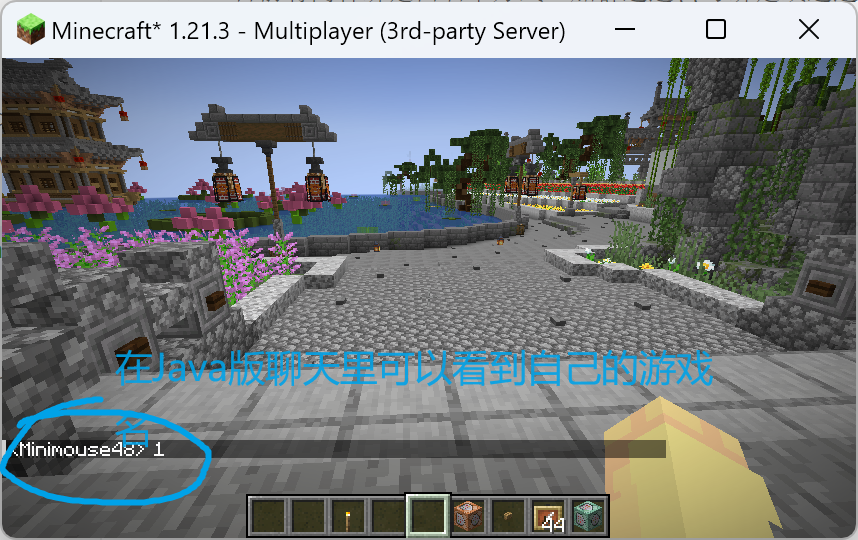 Minecraft* 1.21.3 - Multiplayer (3rd-party Server)
在Java版聊天里可以看到自己的游戏
名
<Minimouse48> 1
44